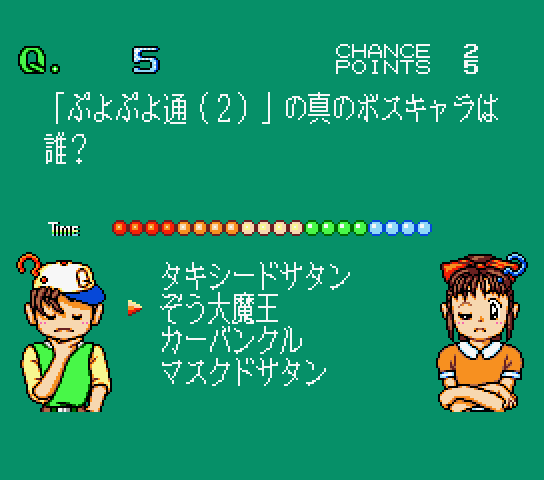 Q. 5
CHANCE 2
POINTS 5
「ぷよぷよ通(2)」の真のボスキャラは
誰?
Time
タキシードサタン
ぞう大魔王
カーバンクル
マスクドサタン